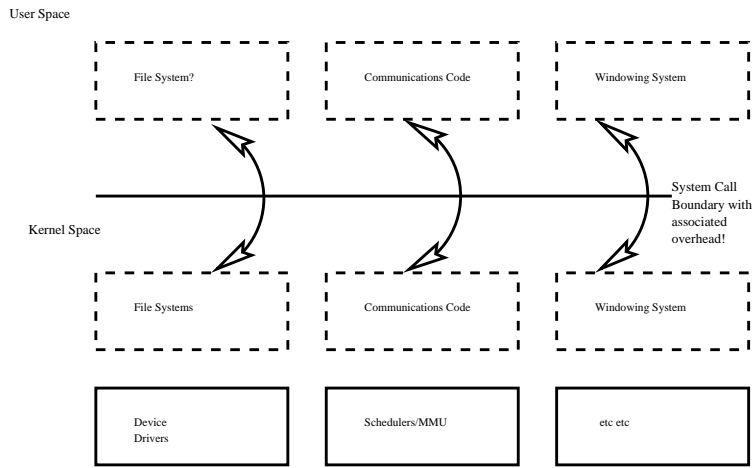 User Space
File System?
Communications Code
Windowing System
System Call
Boundary with
associated
overhead!
Kernel Space
File Systems
Communications Code
Windowing System
Device
Drivers
Schedulers/MMU
etc etc